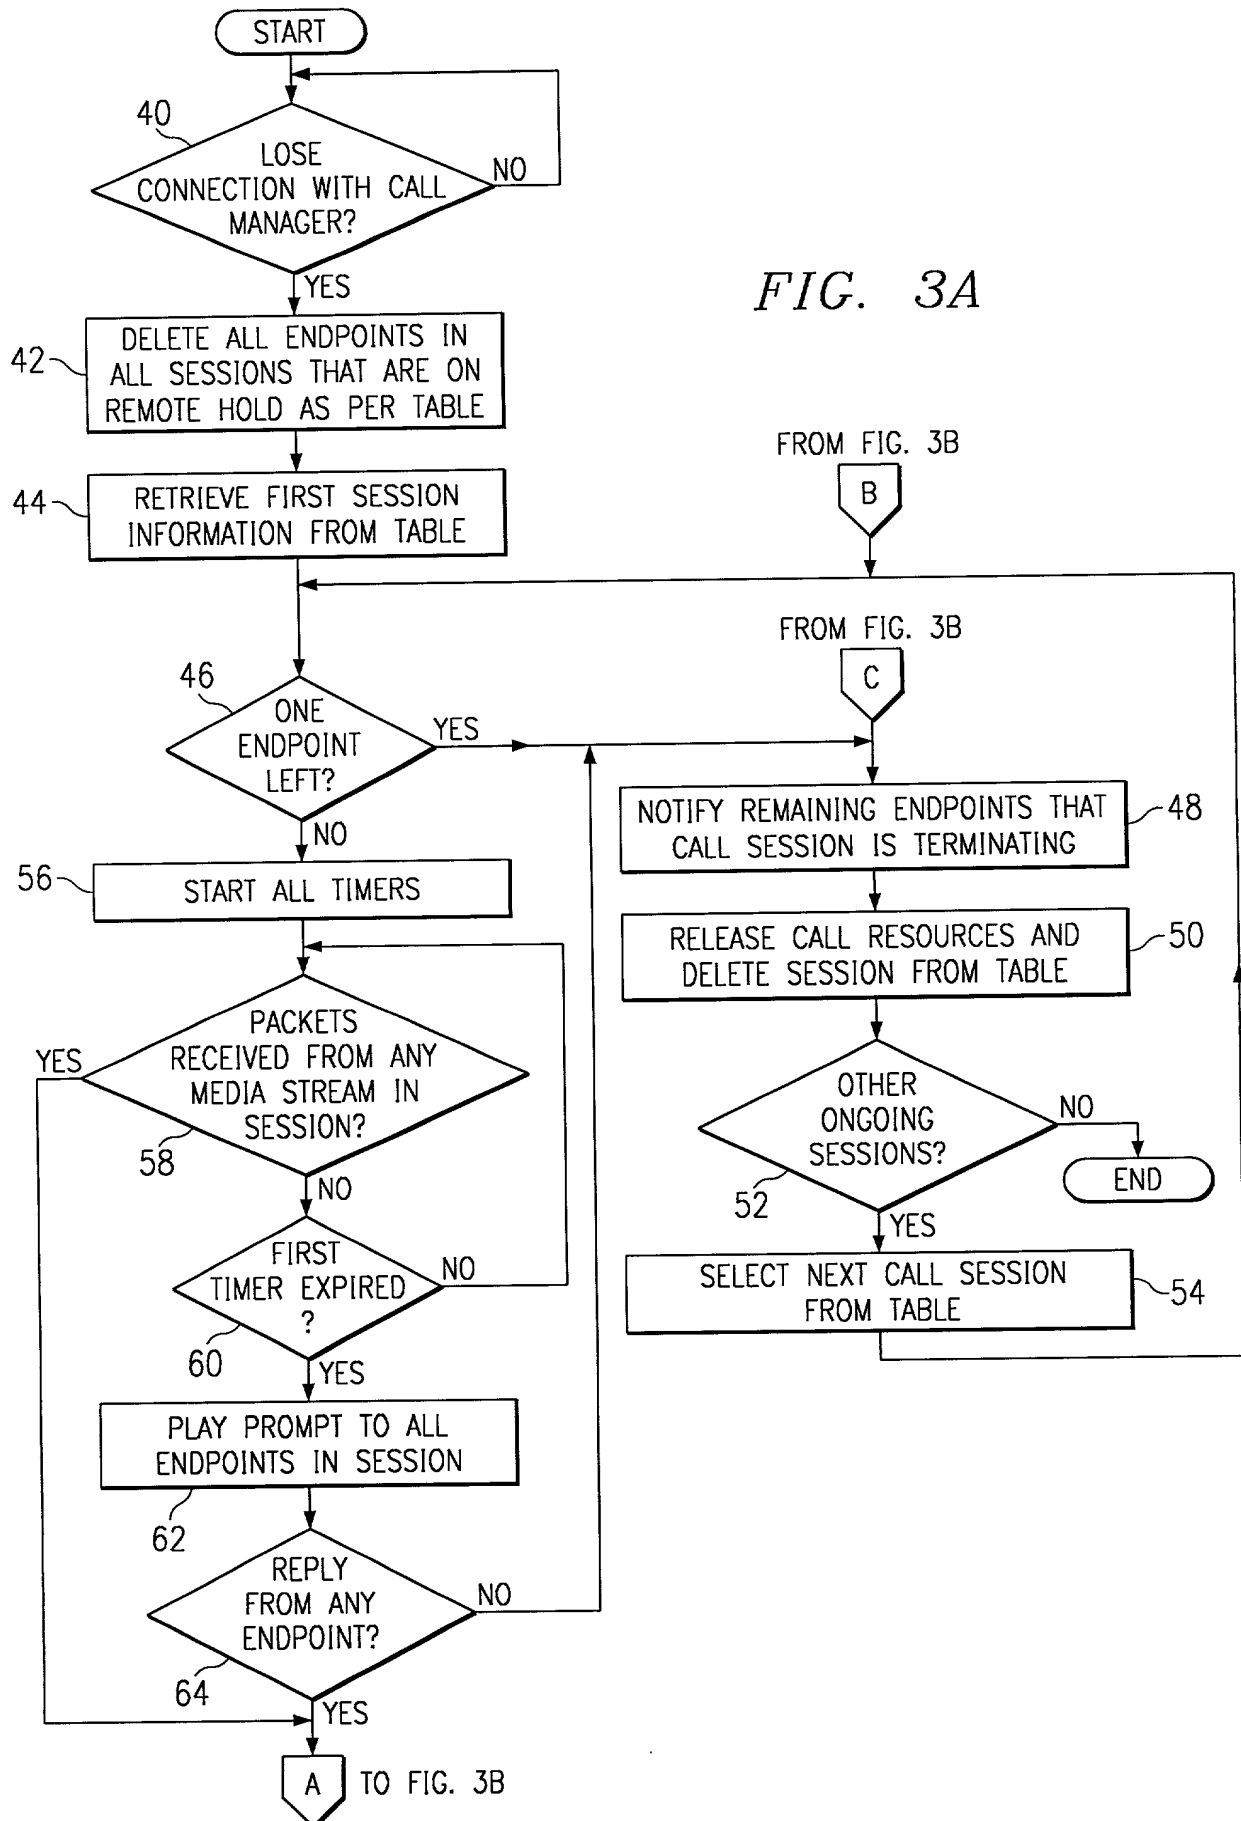 START
40
LOSE
CONNECTION WITH CALL
MANAGER?
NO
YES
FIG. 3A
42
DELETE ALL ENDPOINTS IN
ALL SESSIONS THAT ARE ON
REMOTE HOLD AS PER TABLE
44
RETRIEVE FIRST SESSION
INFORMATION FROM TABLE
FROM FIG. 3B
B
FROM FIG. 3B
C
46
ONE
ENDPOINT
LEFT?
YES
NO
NOTIFY REMAINING ENDPOINTS THAT
CALL SESSION IS TERMINATING
48
56
START ALL TIMERS
RELEASE CALL RESOURCES AND
DELETE SESSION FROM TABLE
50
PACKETS
RECEIVED FROM ANY
MEDIA STREAM IN
SESSION?
YES
58
NO
OTHER
ONGOING
SESSIONS?
NO
52
END
YES
FIRST
TIMER EXPIRED
?
NO
60
YES
SELECT NEXT CALL SESSION
FROM TABLE
54
PLAY PROMPT TO ALL
ENDPOINTS IN SESSION
62
REPLY
FROM ANY
ENDPOINT?
NO
64
YES
A
TO FIG. 3B